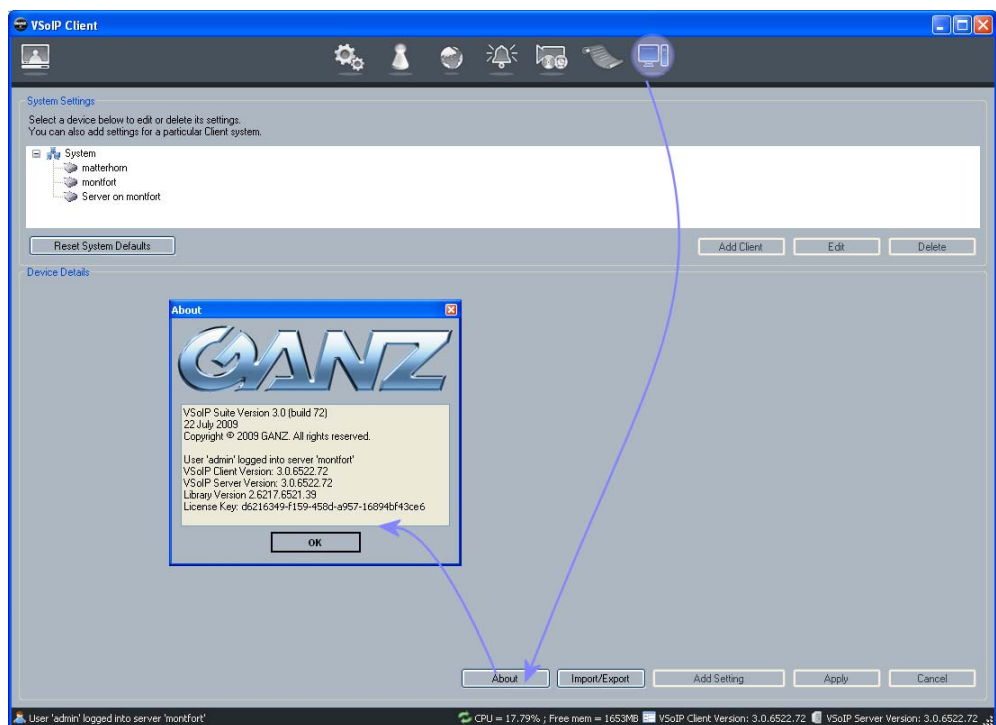 VSoIP Client
System Settings
Select a device below to edit or delete its settings.
You can also add settings for a particular Client system.
System
matterhorn
montfort
Server on montfort
Reset System Defaults
Add Client
Edit
Delete
Device Details
About
GANZ
VSoIP Suite Version 3.0 (build 72)
22 July 2009
Copyright © 2009 GANZ. All rights reserved.
User 'admin' logged into server 'montfort'
VSoIP Client Version: 3.0.6522.72
VSoIP Server Version: 3.0.6522.72
Library Version 2.6217.6521.39
License Key: d6216349-f159-458d-a957-16894bf43ce6
OK
About
Import/Export
Add Setting
Apply
Cancel
User 'admin' logged into server 'montfort'
CPU = 17.79% ; Free mem = 1653MB
VSoIP Client Version: 3.0.6522.72
VSoIP Server Version: 3.0.6522.72